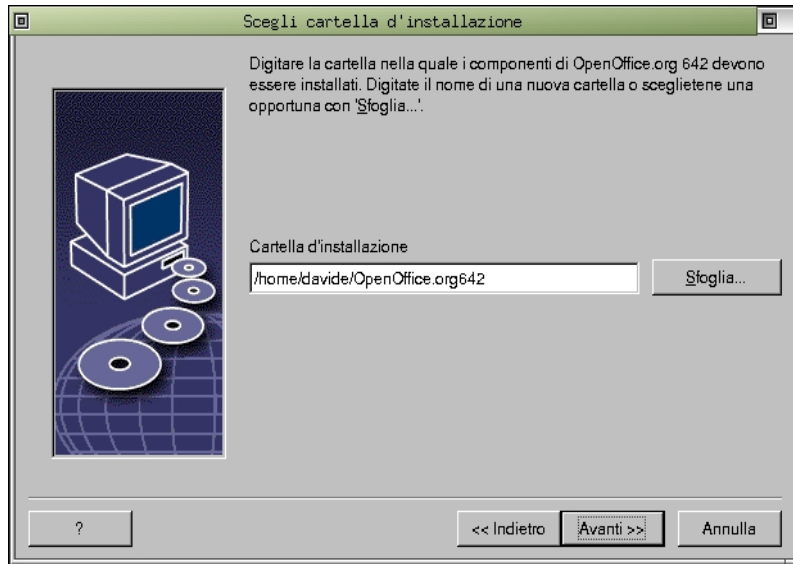 Scegli cartella d'installazione
Digitare la cartella nella quale i componenti di OpenOffice.org 642 devono
essere installati. Digitate il nome di una nuova cartella o sceglietene una
opportuna con 'Sfoglia...'.
Cartella d'installazione
/home/davide/OpenOffice.org642
Sfoglia...
?
<< Indietro
Avanti >>
Annulla